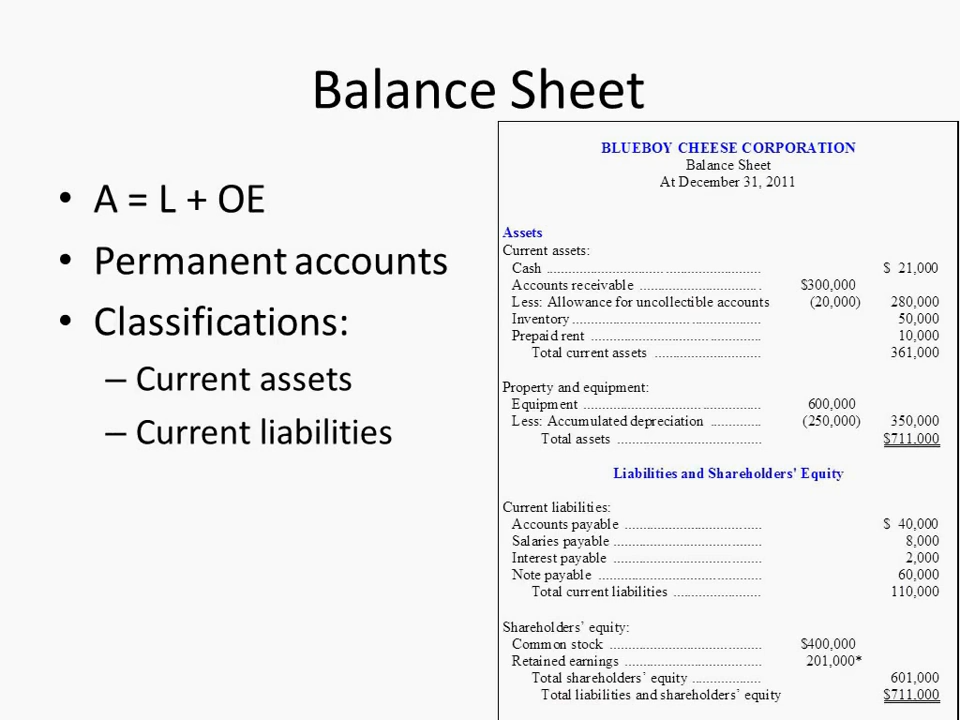 Balance Sheet
• A = L + OE
• Permanent accounts
• Classifications:
– Current assets
– Current liabilities
BLUEBOY CHEESE CORPORATION
Balance Sheet
At December 31, 2011
Assets
Current assets:
Cash ............................................................ $ 21,000
Accounts receivable ................................. $300,000
Less: Allowance for uncollectible accounts (20,000) 280,000
Inventory ................................................... 50,000
Prepaid rent .............................................. 10,000
Total current assets ............................. 361,000
Property and equipment:
Equipment ................................................ 600,000
Less: Accumulated depreciation ............. (250,000) 350,000
Total assets ....................................... $711,000
Liabilities and Shareholders' Equity
Current liabilities:
Accounts payable ..................................... $ 40,000
Salaries payable ........................................ 8,000
Interest payable ........................................ 2,000
Note payable ............................................ 60,000
Total current liabilities ........................ 110,000
Shareholders’ equity:
Common stock ......................................... $400,000
Retained earnings ..................................... 201,000*
Total shareholders’ equity ................... 601,000
Total liabilities and shareholders’ equity $711,000